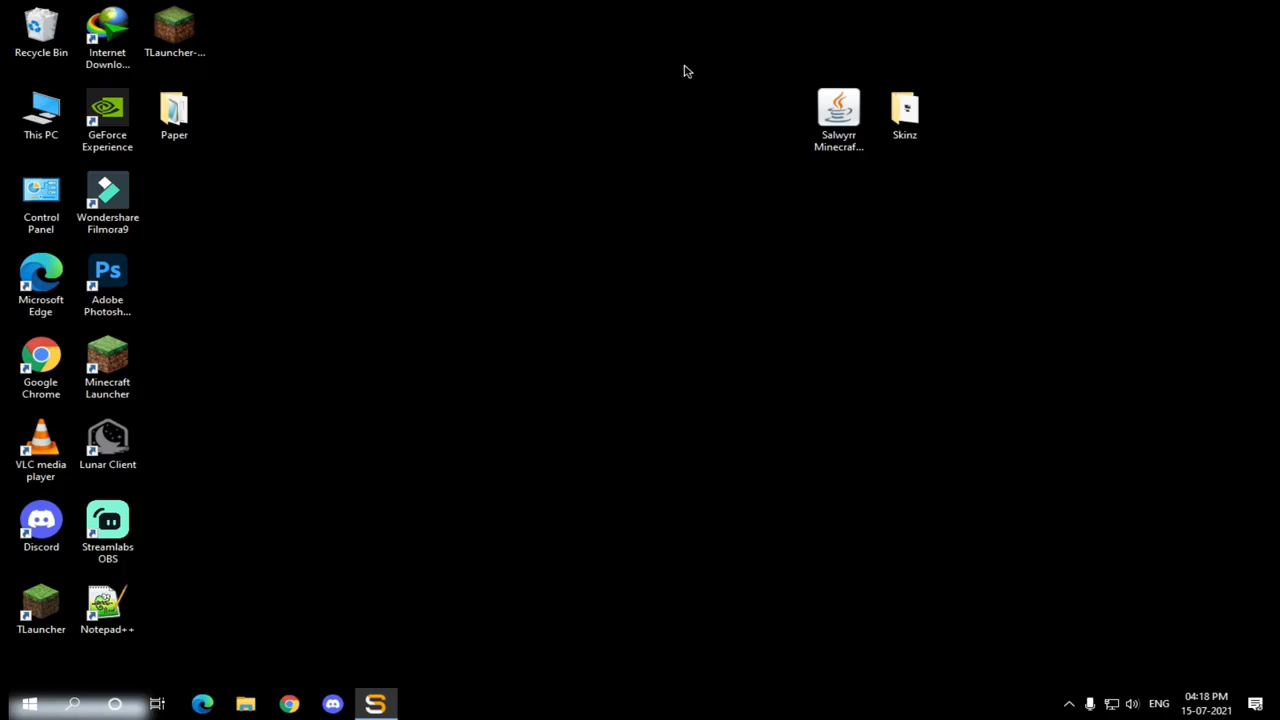 Recycle Bin
Internet
Downlo...
TLauncher-...
This PC
GeForce
Experience
Paper
Salwyrr
Minecraf...
Skinz
Control
Panel
Wondershare
Filmora9
Microsoft
Edge
Ps
Adobe
Photosh...
Google
Chrome
Minecraft
Launcher
VLC media
player
Lunar Client
Discord
Streamlabs
OBS
TLauncher
Notepad++
ENG
04:18 PM
15-07-2021